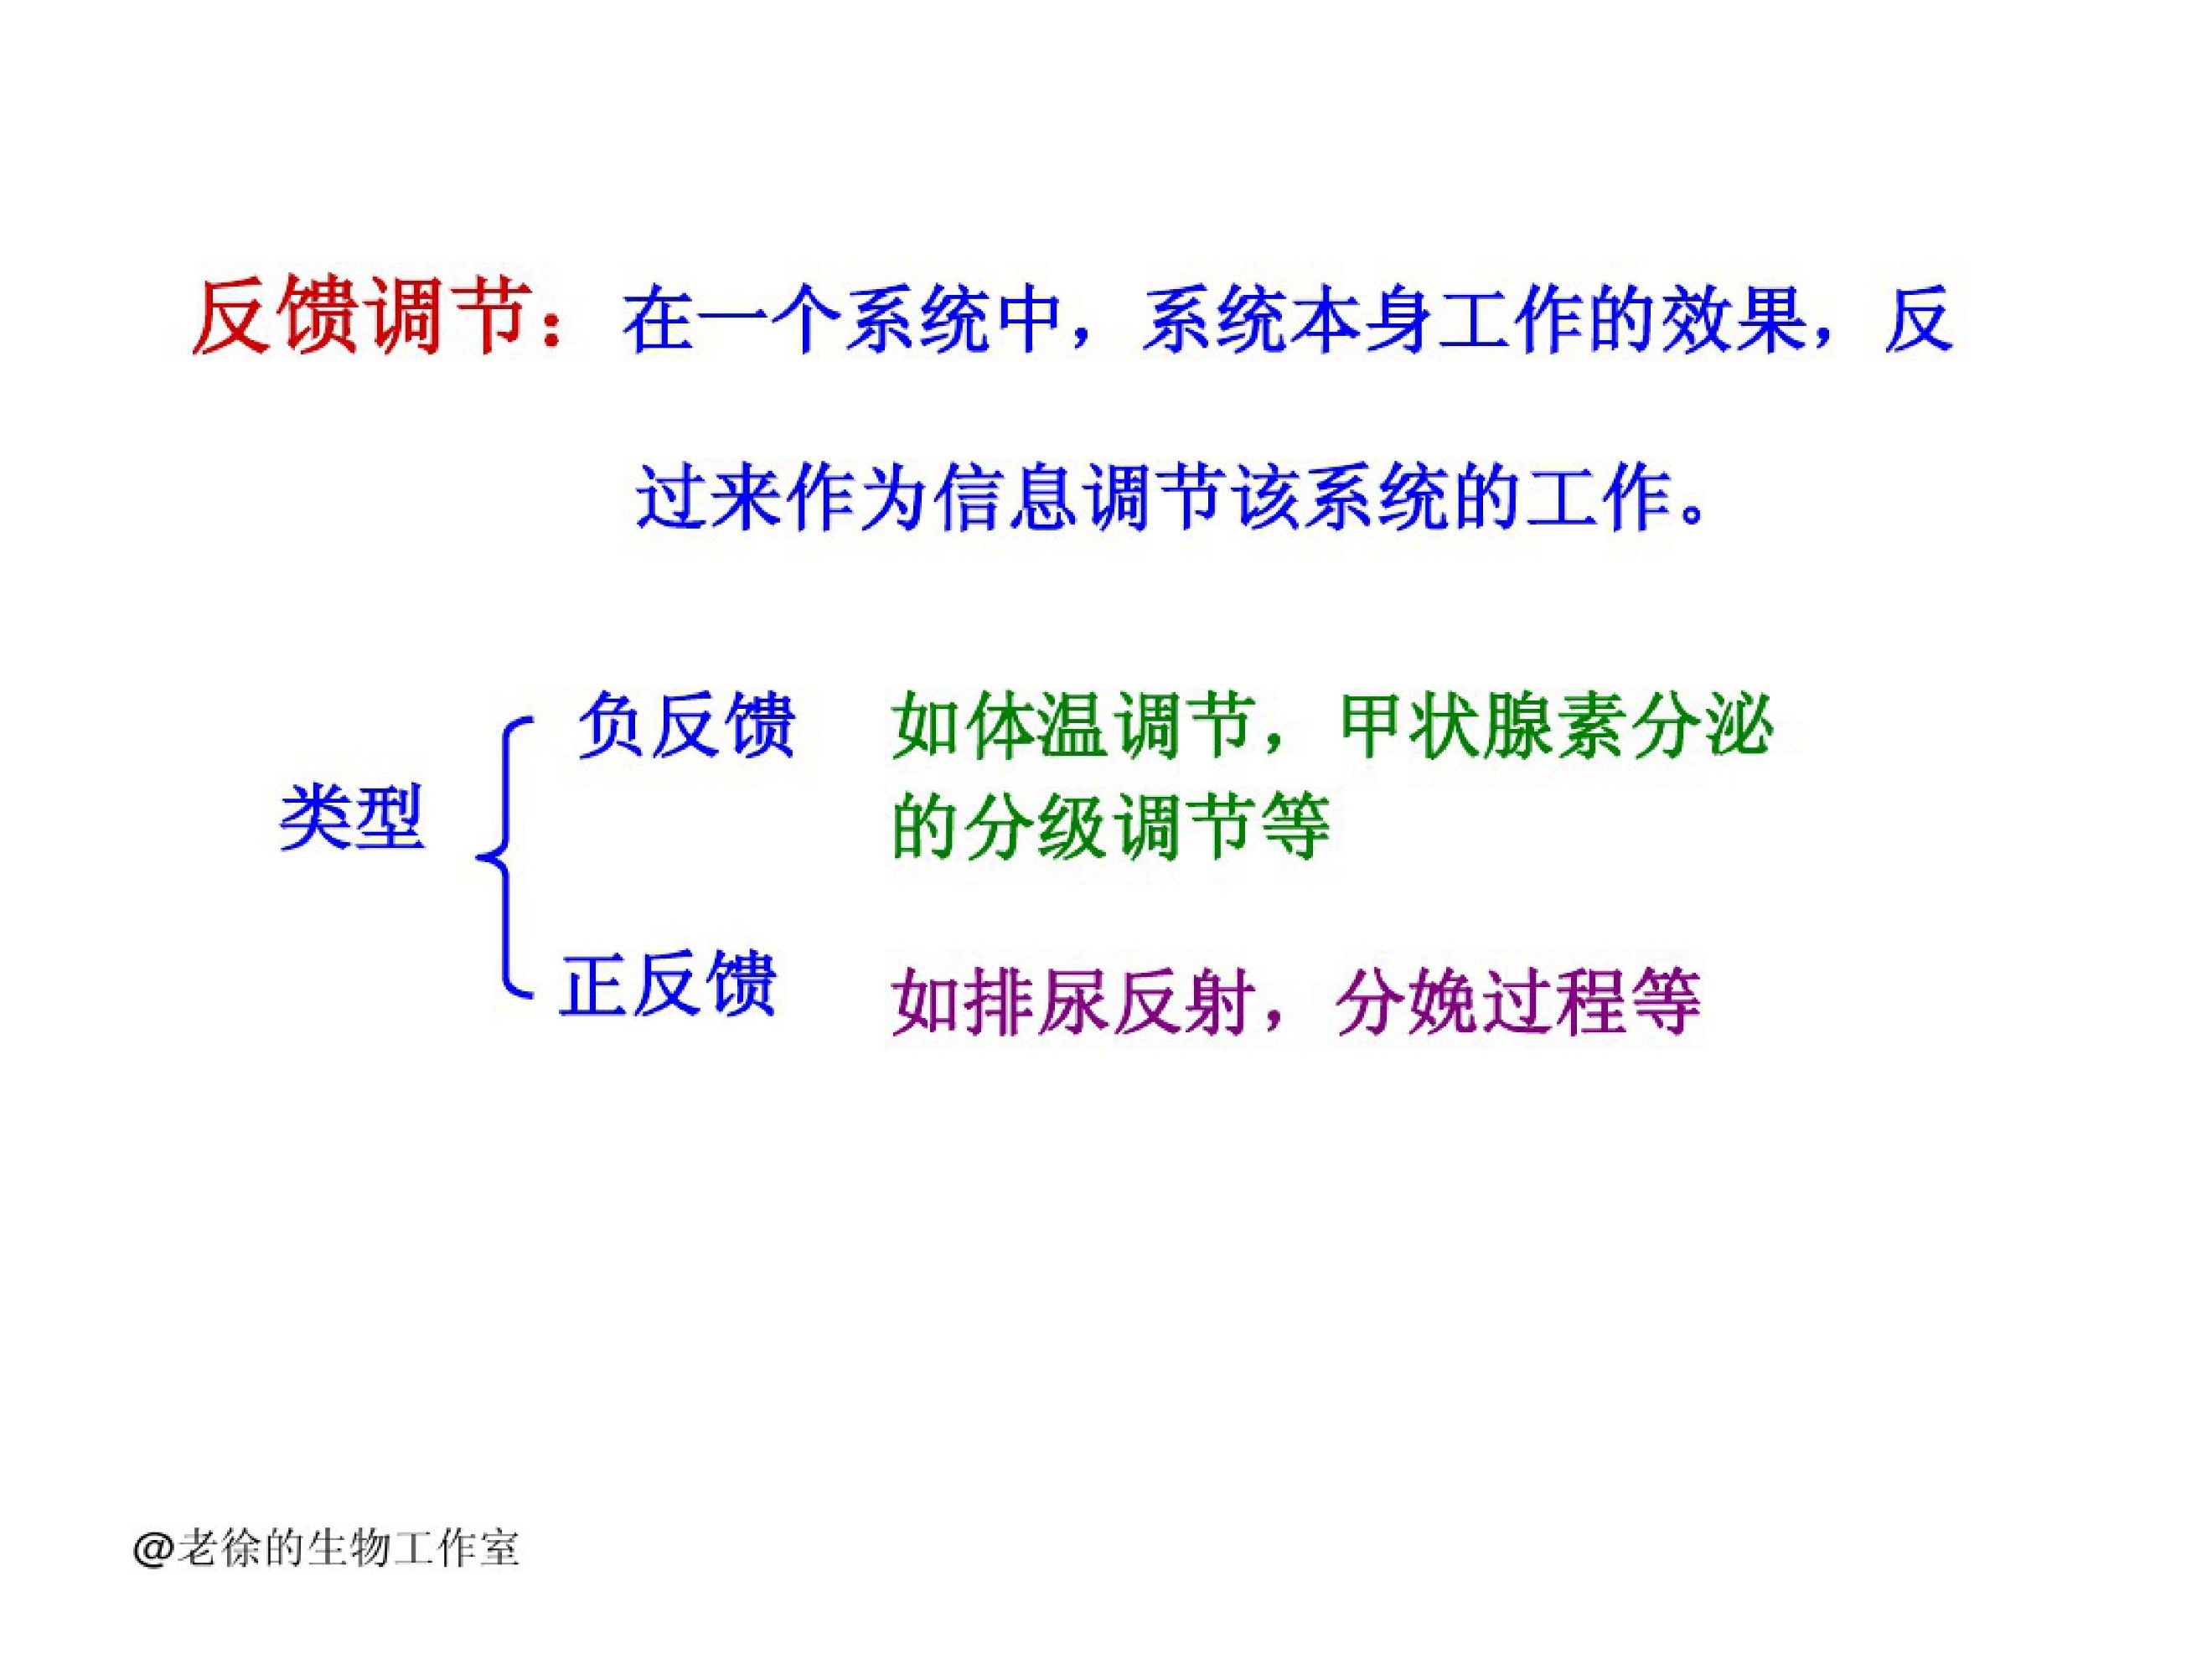 反馈调节：在一个系统中，系统本身工作的效果，反
过来作为信息调节该系统的工作。
类型
负反馈 如体温调节，甲状腺素分泌
的分级调节等
正反馈 如排尿反射，分娩过程等
@老徐的生物工作室